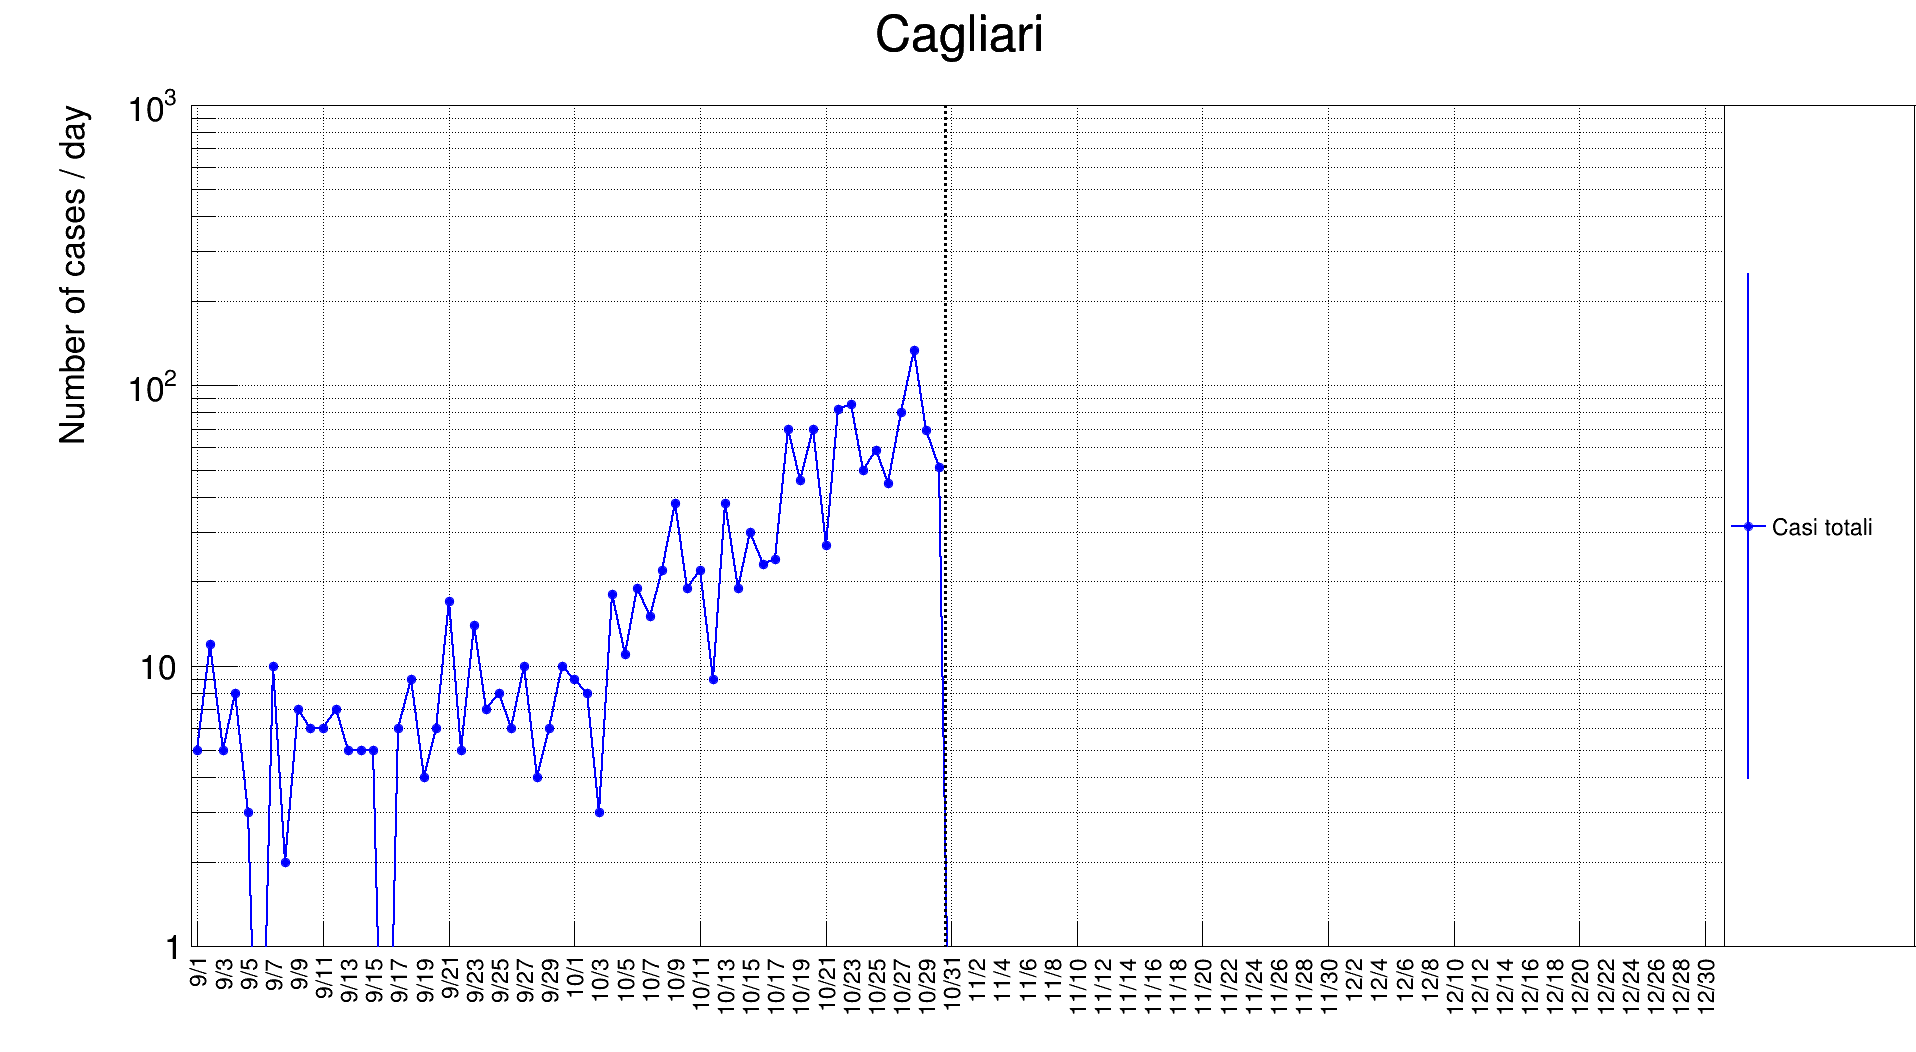 Cagliari
Number of cases / day
10³
10²
10
1
9/1 9/3 9/5 9/7 9/9 9/11 9/13 9/15 9/17 9/19 9/21 9/23 9/25 9/27 9/29 10/1 10/3 10/5 10/7 10/9 10/11 10/13 10/15 10/17 10/19 10/21 10/23 10/25 10/27 10/29 10/31 11/2 11/4 11/6 11/8 11/10 11/12 11/14 11/16 11/18 11/20 11/22 11/24 11/26 11/28 11/30 12/2 12/4 12/6 12/8 12/10 12/12 12/14 12/16 12/18 12/20 12/22 12/24 12/26 12/28 12/30
Casi totali